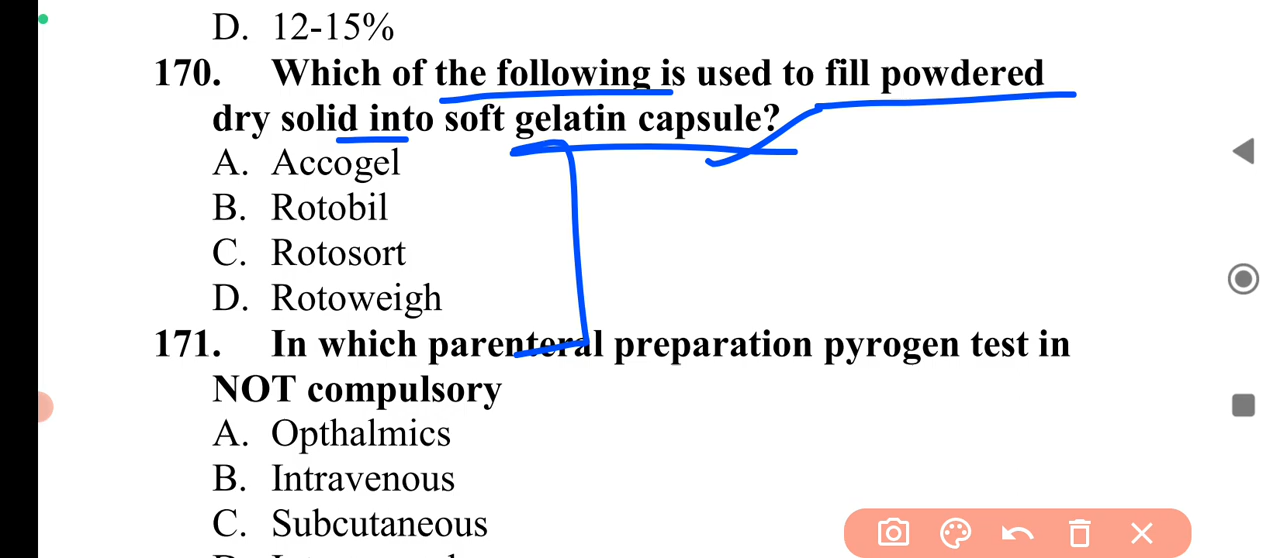 D. 12-15%
170. Which of the following is used to fill powdered
dry solid into soft gelatin capsule?
A. Accogel
B. Rotobil
C. Rotosort
D. Rotoweigh
171. In which parenteral preparation pyrogen test in
NOT compulsory
A. Opthalmics
B. Intravenous
C. Subcutaneous